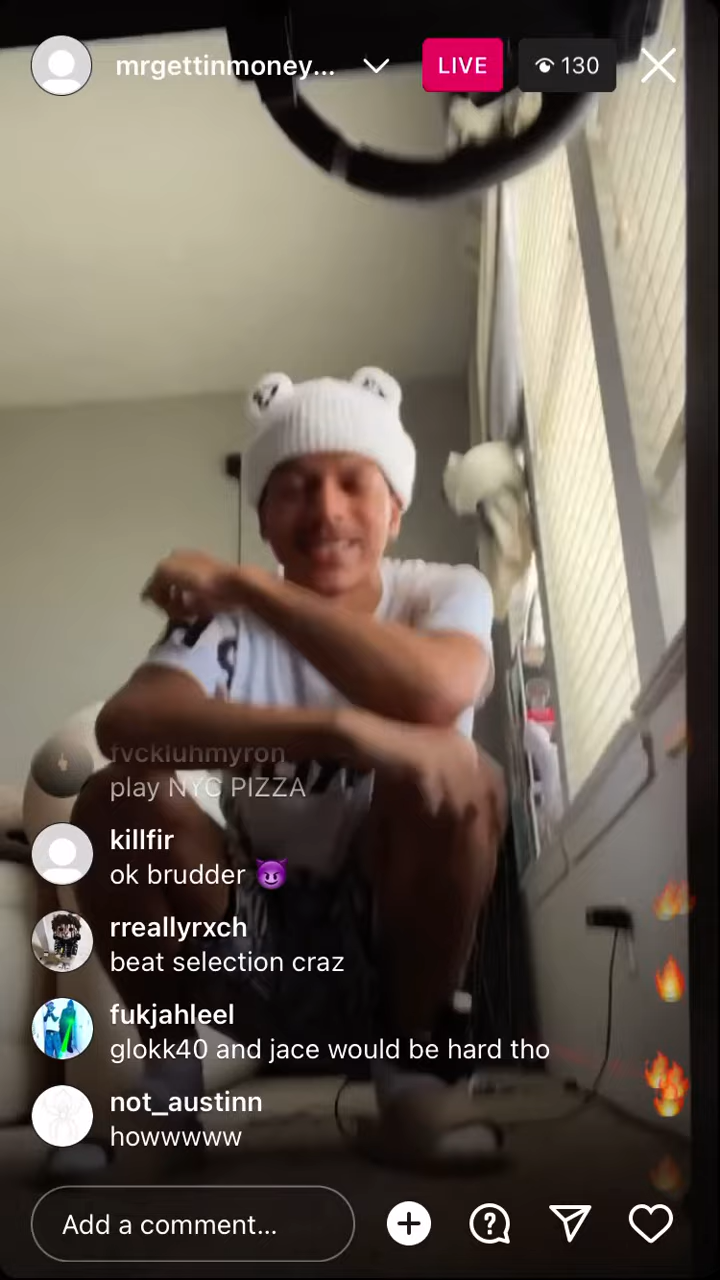 mrgettinmoney...
LIVE
130
fvckluhmyron
play NYC PIZZA
killfir
ok brudder 😈
rreallyrxch
beat selection craz
fukjahleel
glokk40 and jace would be hard tho
not_austinn
howwwww
Add a comment...